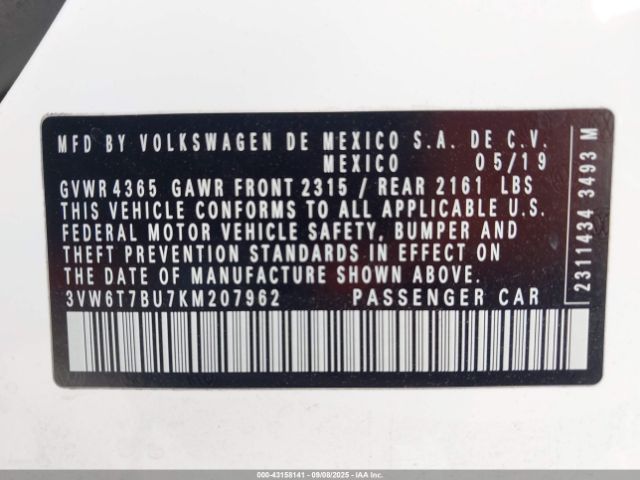 MFD BY VOLKSWAGEN DE MEXICO S.A. DE C.V.
MEXICO 05/19
GVWR 4365 GAWR FRONT 2315 / REAR 2161 LBS
THIS VEHICLE CONFORMS TO ALL APPLICABLE U.S.
FEDERAL MOTOR VEHICLE SAFETY, BUMPER AND
THEFT PREVENTION STANDARDS IN EFFECT ON
THE DATE OF MANUFACTURE SHOWN ABOVE.
3VW6T7BU7KM207962 PASSENGER CAR
2311434 3493 M
000-43158141 - 09/08/2025 - © IAA Holdings, LLC